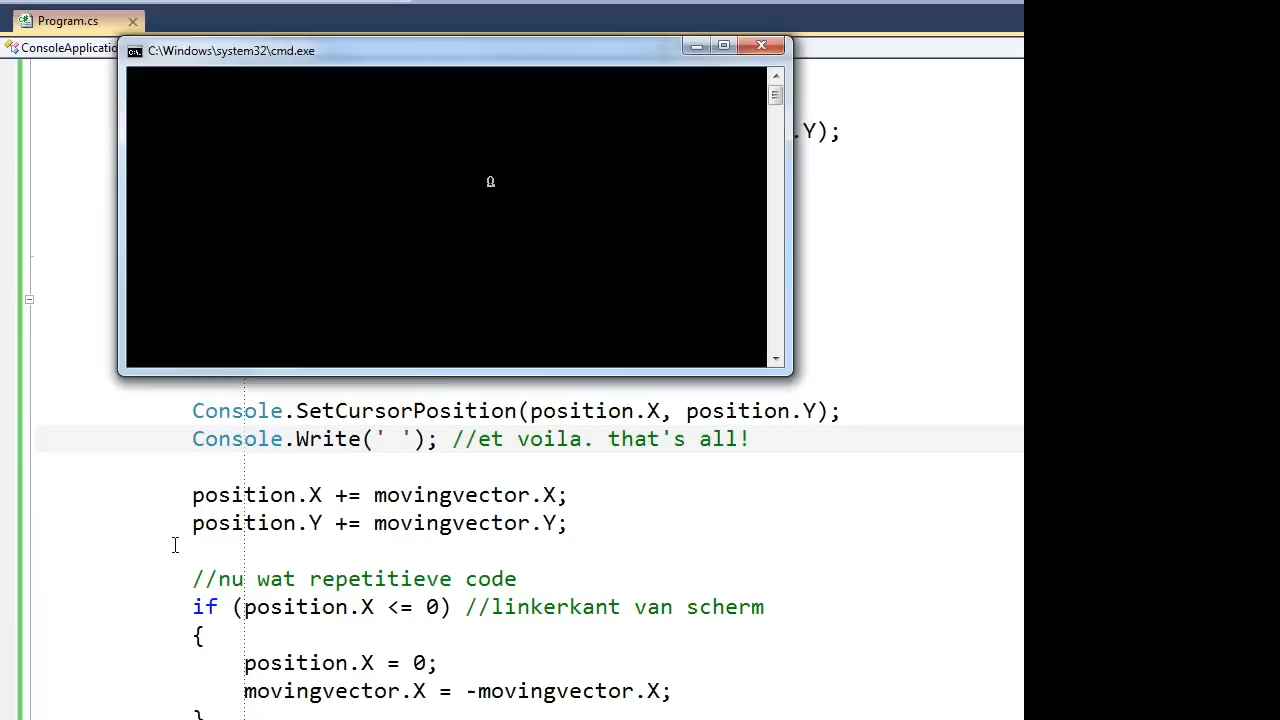 Program.cs
ConsoleApplicatio
C:\Windows\system32\cmd.exe
.Y);
Console.SetCursorPosition(position.X, position.Y);
Console.Write(' '); //et voila. that's all!
position.X += movingvector.X;
position.Y += movingvector.Y;
//nu wat repetitieve code
if (position.X <= 0) //linkerkant van scherm
{
position.X = 0;
movingvector.X = -movingvector.X;
}